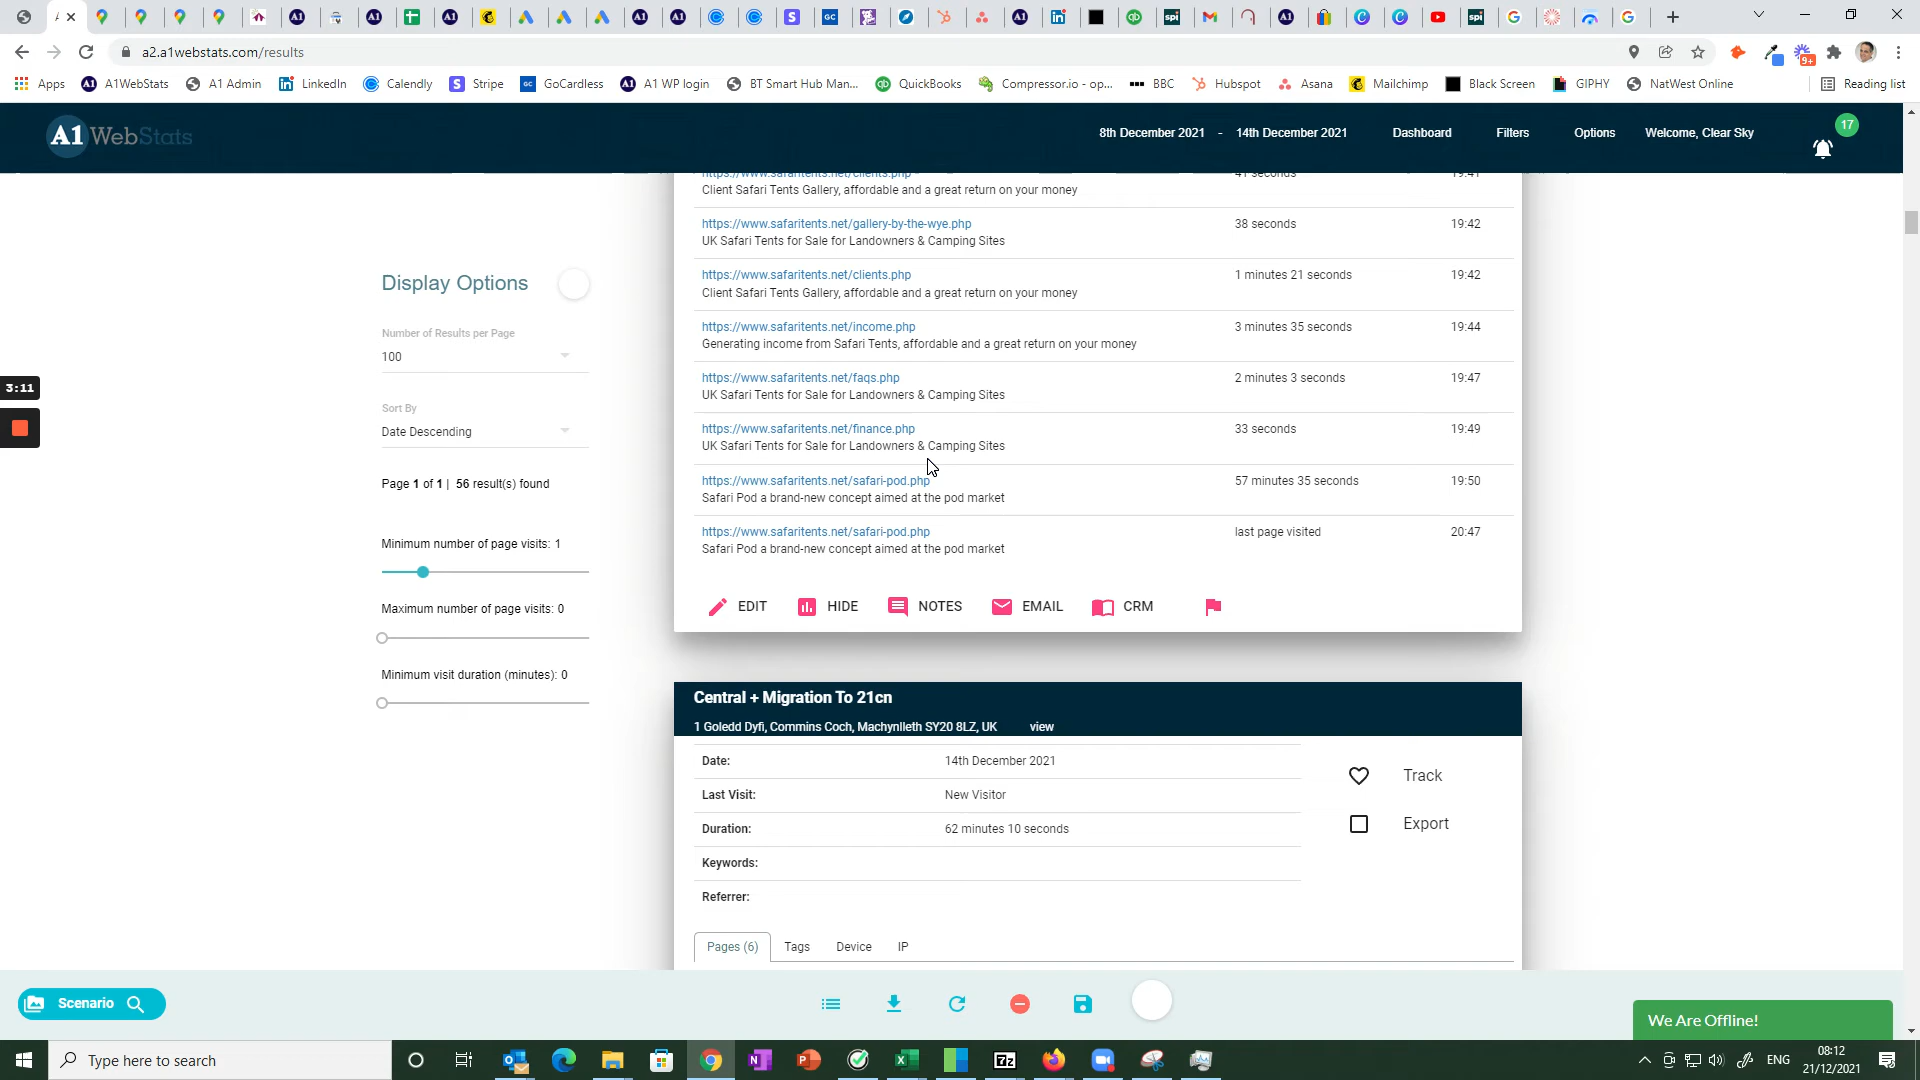 a2.a1webstats.com/results
9+
Apps
A1WebStats
A1 Admin
LinkedIn
Calendly
Stripe
GoCardless
A1 WP login
BT Smart Hub Man...
QuickBooks
Compressor.io - op...
BBC
Hubspot
Asana
Mailchimp
Black Screen
GIPHY
NatWest Online
Reading list
A1 WebStats
8th December 2021 - 14th December 2021
Dashboard
Filters
Options
Welcome, Clear Sky
17
https://www.safaritents.net/clients.php 41 seconds 19:41
Client Safari Tents Gallery, affordable and a great return on your money
https://www.safaritents.net/gallery-by-the-wye.php 38 seconds 19:42
UK Safari Tents for Sale for Landowners & Camping Sites
https://www.safaritents.net/clients.php 1 minutes 21 seconds 19:42
Client Safari Tents Gallery, affordable and a great return on your money
https://www.safaritents.net/income.php 3 minutes 35 seconds 19:44
Generating income from Safari Tents, affordable and a great return on your money
https://www.safaritents.net/faqs.php 2 minutes 3 seconds 19:47
UK Safari Tents for Sale for Landowners & Camping Sites
https://www.safaritents.net/finance.php 33 seconds 19:49
UK Safari Tents for Sale for Landowners & Camping Sites
https://www.safaritents.net/safari-pod.php 57 minutes 35 seconds 19:50
Safari Pod a brand-new concept aimed at the pod market
https://www.safaritents.net/safari-pod.php last page visited 20:47
Safari Pod a brand-new concept aimed at the pod market
EDIT HIDE NOTES EMAIL CRM
Display Options
Number of Results per Page
100
3:11
Sort By
Date Descending
Page 1 of 1 | 56 result(s) found
Minimum number of page visits: 1
Maximum number of page visits: 0
Minimum visit duration (minutes): 0
Central + Migration To 21cn
1 Goledd Dyfi, Commins Coch, Machynlleth SY20 8LZ, UK view
Date: 14th December 2021
Last Visit: New Visitor
Duration: 62 minutes 10 seconds
Keywords:
Referrer:
Track
Export
Pages (6) Tags Device IP
Scenario
We Are Offline!
Type here to search
ENG
08:12
21/12/2021